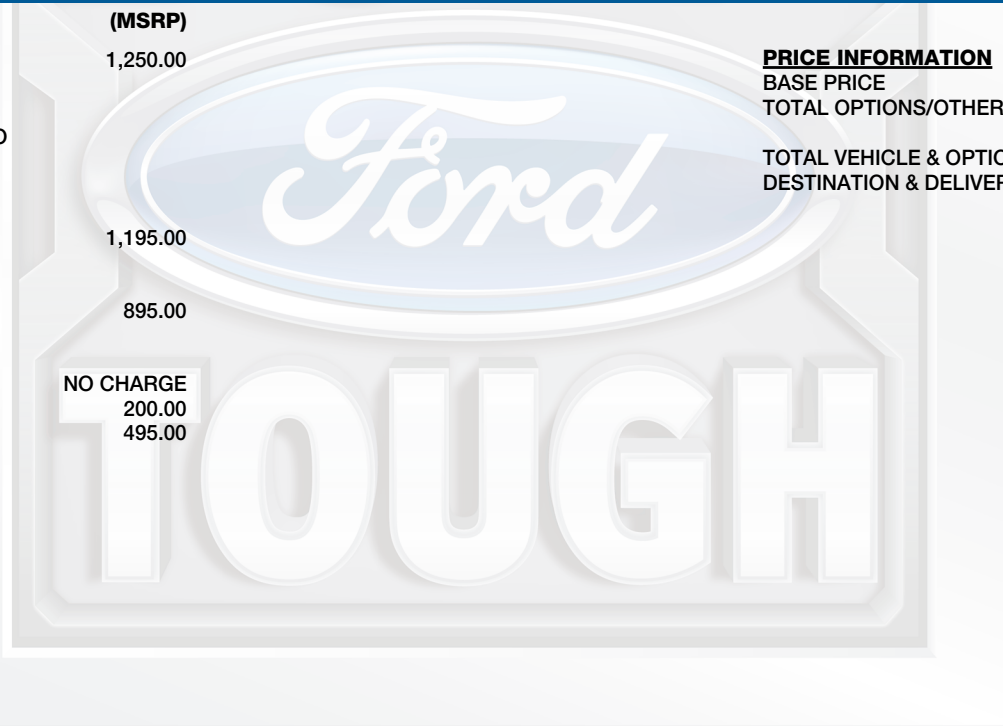 (MSRP)
1,250.00
1,195.00
895.00
NO CHARGE
200.00
495.00
PRICE INFORMATION
BASE PRICE
TOTAL OPTIONS/OTHER
TOTAL VEHICLE & OPTIO
DESTINATION & DELIVER
Ford
TOUGH